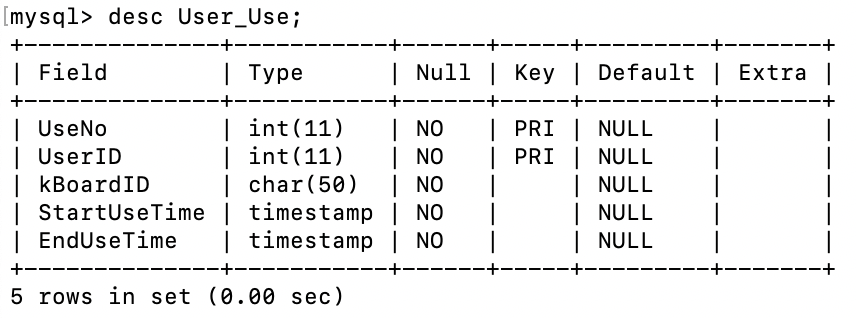 [mysql> desc User_Use;
+---------------+-----------+------+-----+---------+-------+
| Field         | Type      | Null | Key | Default | Extra |
+---------------+-----------+------+-----+---------+-------+
| UseNo         | int(11)   | NO   | PRI | NULL    |       |
| UserID        | int(11)   | NO   | PRI | NULL    |       |
| kBoardID      | char(50)  | NO   |     | NULL    |       |
| StartUseTime  | timestamp | NO   |     | NULL    |       |
| EndUseTime    | timestamp | NO   |     | NULL    |       |
+---------------+-----------+------+-----+---------+-------+
5 rows in set (0.00 sec)